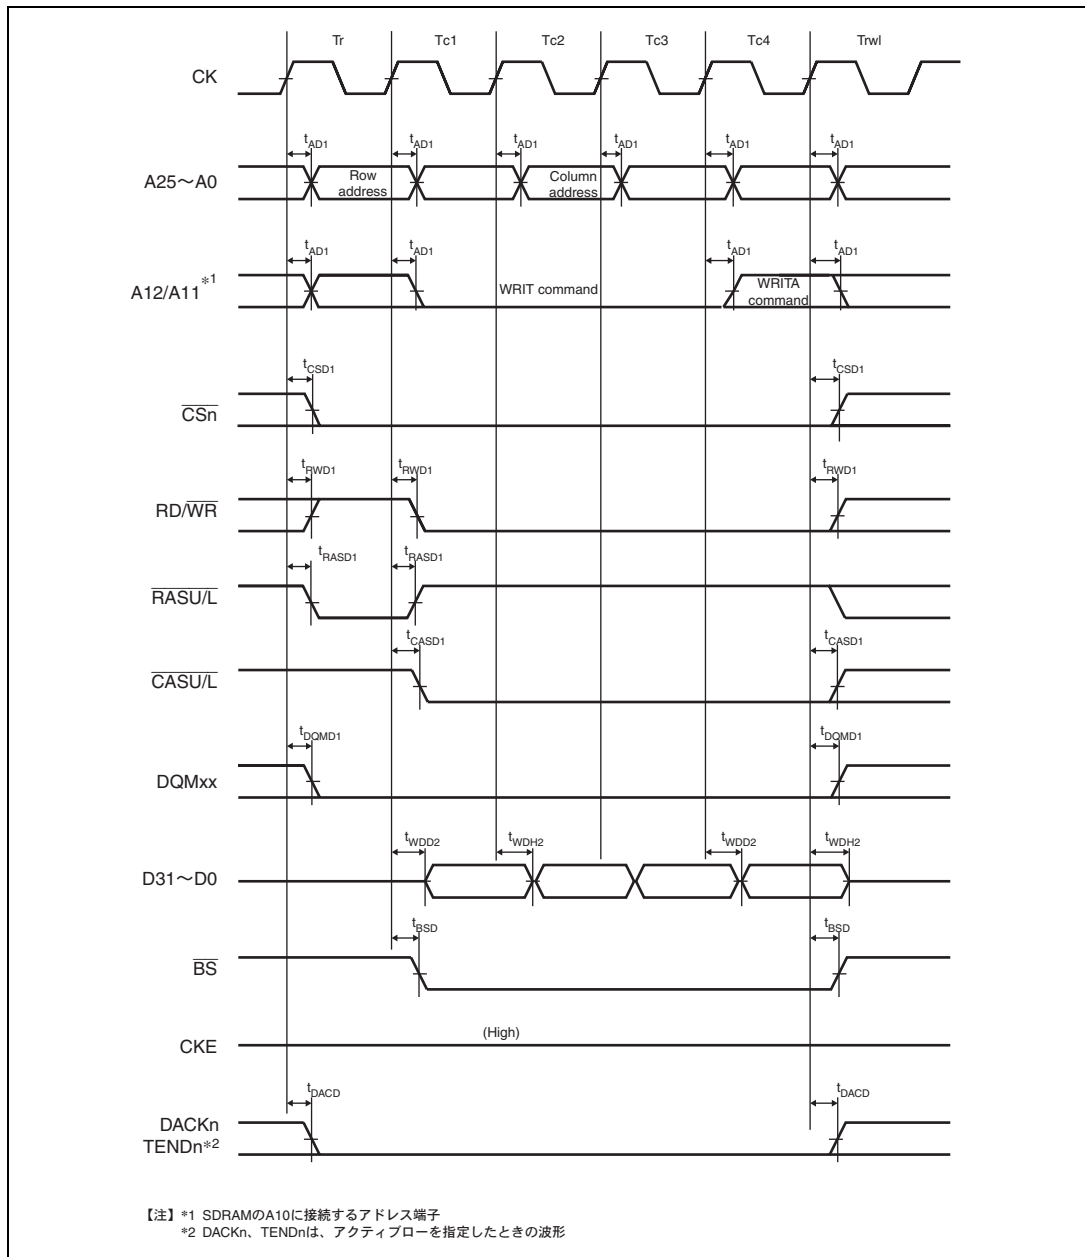 Tr Tc1 Tc2 Tc3 Tc4 Trwl
CK
tAD1 tAD1 tAD1 tAD1 tAD1 tAD1
A25～A0
Row
address
Column
address
tAD1 tAD1 tAD1 tAD1
A12/A11*1
WRIT command
WRITA
command
tCSD1 tCSD1
CSn
tRWD1 tRWD1 tRWD1
RD/WR
tRASD1 tRASD1
RASU/L
tCASD1 tCASD1
CASU/L
tDQMD1 tDQMD1
DQMxx
tWDD2 tWDH2 tWDD2 tWDH2
D31～D0
tBSD tBSD
BS
(High)
CKE
tDACD tDACD
DACKn
TENDn*2
【注】 *1 SDRAMのA10に接続するアドレス端子
*2 DACKn、TENDnは、アクティブローを指定したときの波形